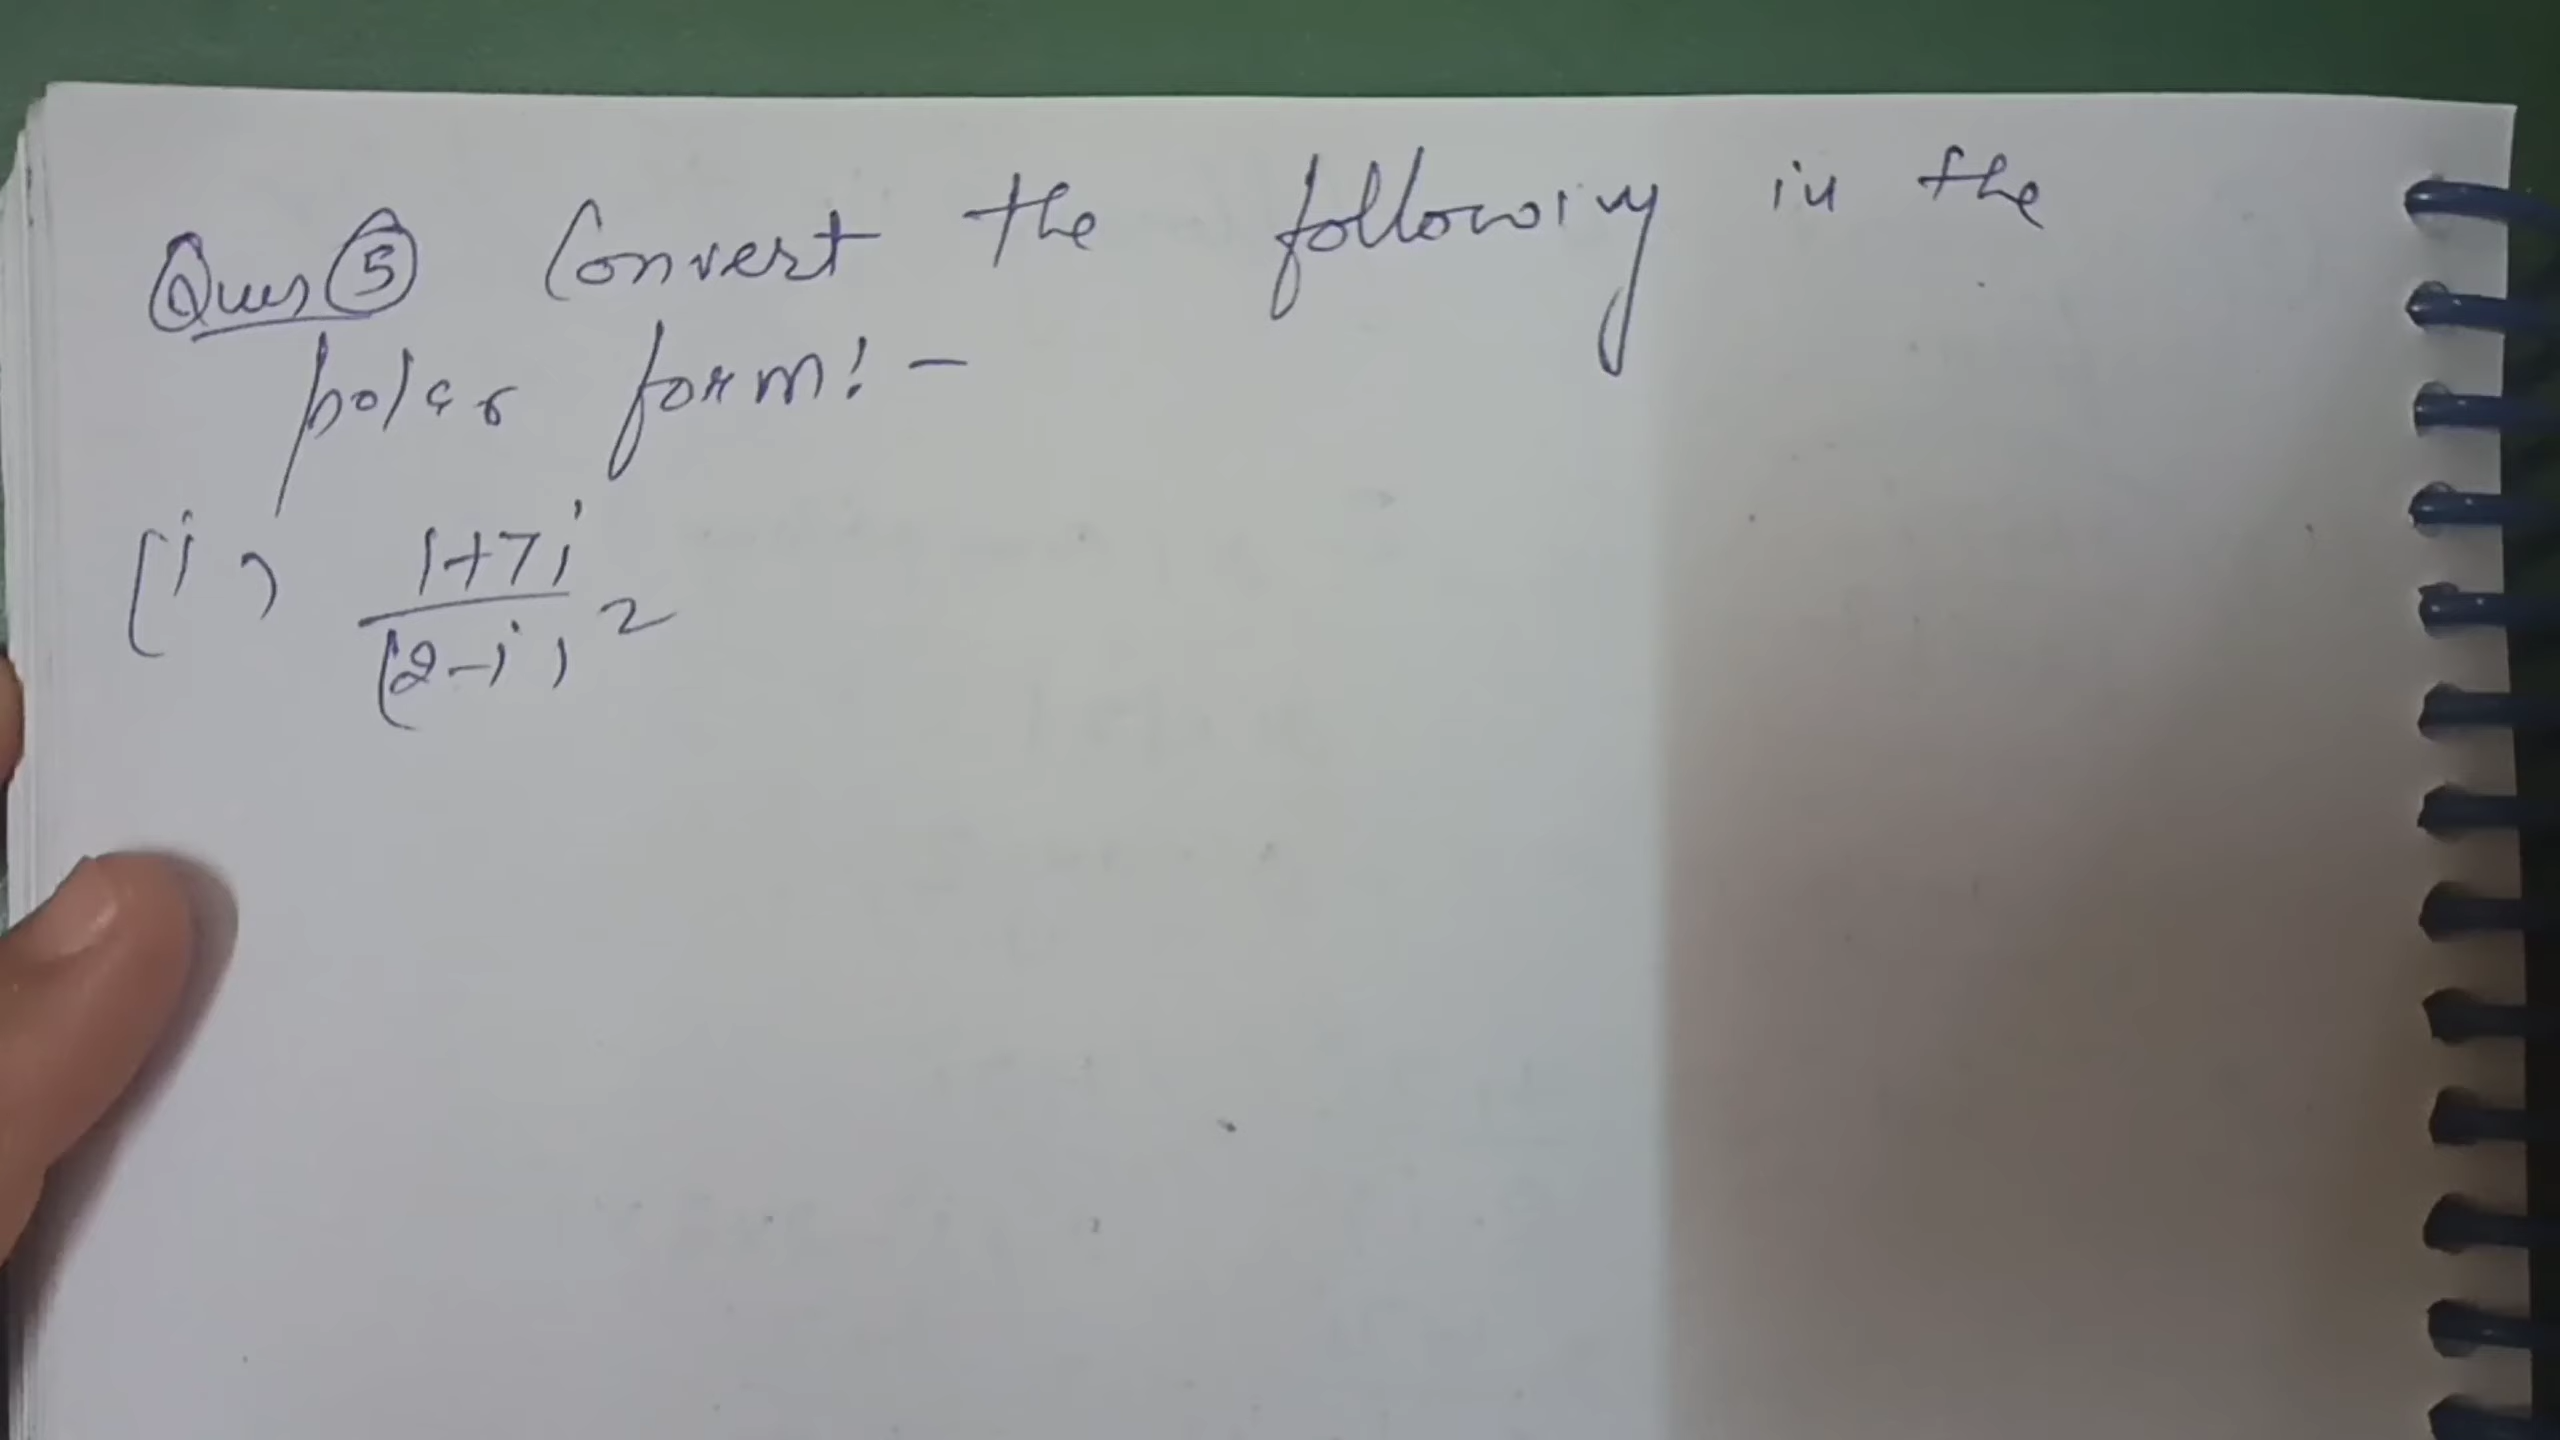 Ques 5 Convert the following in the
polar form:-
(i) 1+7i / (2-i)²